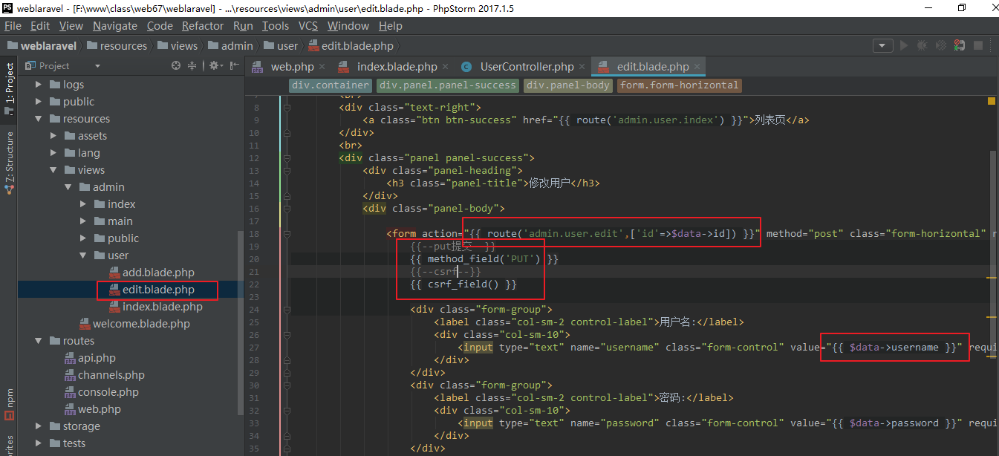 weblaravel - [F:\www\class\web67\weblaravel] - ...\resources\views\admin\user\edit.blade.php - PhpStorm 2017.1.5
File Edit View Navigate Code Refactor Run Tools VCS Window Help
weblaravel resources views admin user edit.blade.php
Project web.php index.blade.php UserController.php edit.blade.php
div.container div.panel.panel-success div.panel-body form.form-horizontal
1: Project
7: Structure
npm
logs
public
resources
assets
lang
views
admin
index
main
public
user
add.blade.php
edit.blade.php
index.blade.php
welcome.blade.php
routes
api.php
channels.php
console.php
web.php
storage
tests
7 <br>
8 <div class="text-right">
9 <a class="btn btn-success" href="{{ route('admin.user.index') }}">列表页</a>
10 </div>
11 <br>
12 <div class="panel panel-success">
13 <div class="panel-heading">
14 <h3 class="panel-title">修改用户</h3>
15 </div>
16 <div class="panel-body">
17
18 <form action="{{ route('admin.user.edit',['id'=>$data->id]) }}" method="post" class="form-horizontal" r
19 {{--put提交--}}
20 {{ method_field('PUT') }}
21 {{--csrf--}}
22 {{ csrf_field() }}
23
24 <div class="form-group">
25 <label class="col-sm-2 control-label">用户名:</label>
26 <div class="col-sm-10">
27 <input type="text" name="username" class="form-control" value="{{ $data->username }}" requi
28 </div>
29 </div>
30 <div class="form-group">
31 <label class="col-sm-2 control-label">密码:</label>
32 <div class="col-sm-10">
33 <input type="text" name="password" class="form-control" value="{{ $data->password }}" requi
34 </div>
35 </div>